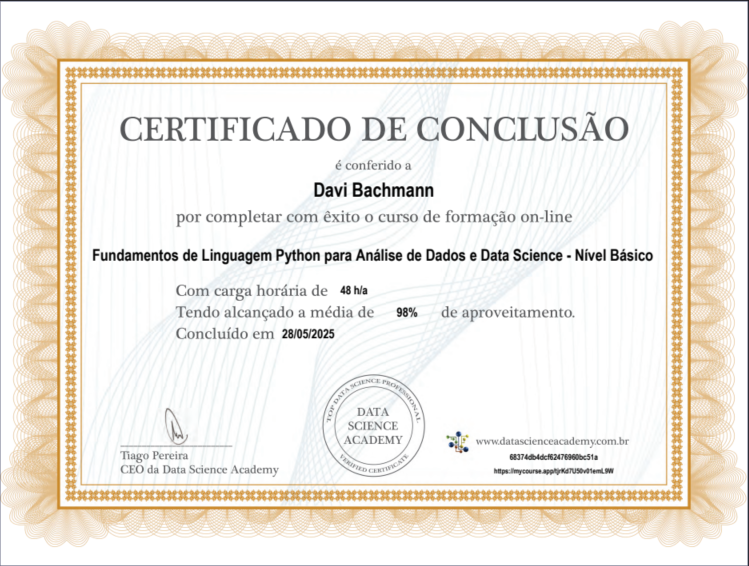 CERTIFICADO DE CONCLUSÃO
é conferido a
Davi Bachmann
por completar com êxito o curso de formação on-line
Fundamentos de Linguagem Python para Análise de Dados e Data Science - Nível Básico
Com carga horária de 48 h/a
Tendo alcançado a média de 98% de aproveitamento.
Concluído em 28/05/2025
TOP DATA SCIENCE PROFESSIONAL
DATA
SCIENCE
ACADEMY
VERIFIED CERTIFICATE
Tiago Pereira
CEO da Data Science Academy
www.datascienceacademy.com.br
68374db4dcf62476960bc51a
https://mycourse.app/tjrKd7U50v01emL9W